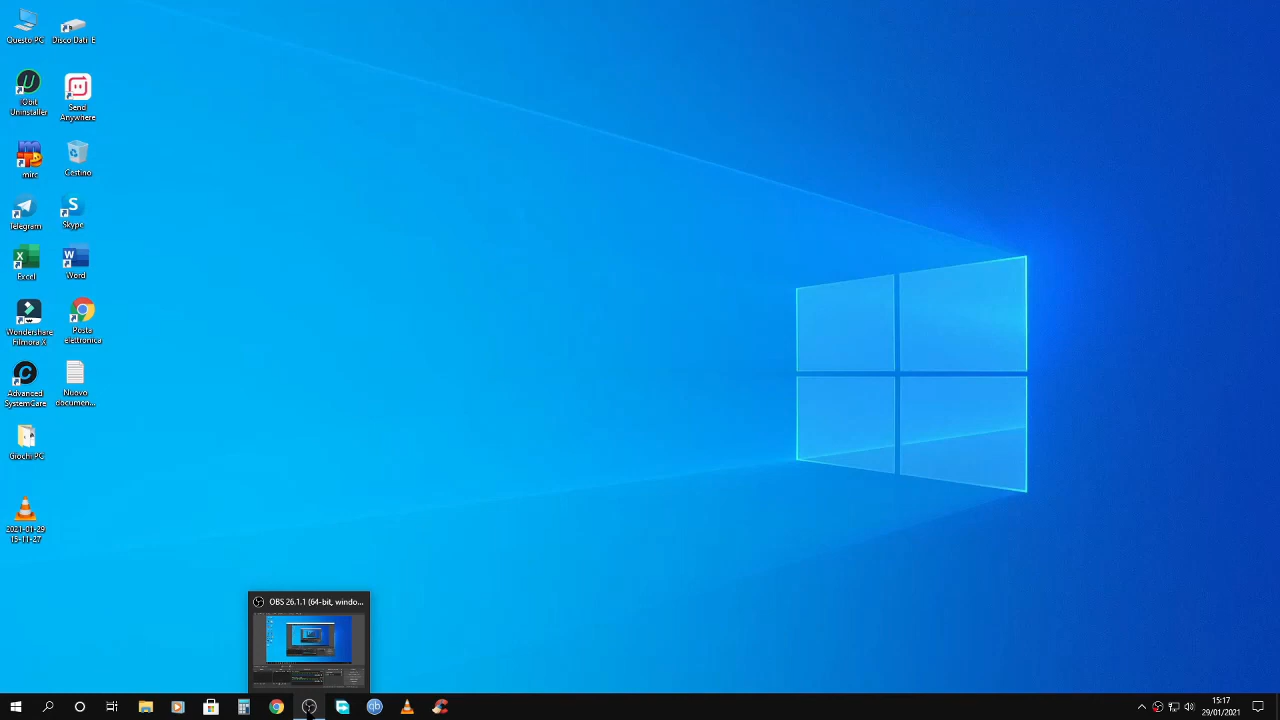 Questo PC
Disco Dati E
IObit
Uninstaller
Send
Anywhere
mirc
Cestino
Telegram
Skype
Excel
Word
Wondershare
Filmora X
Posta
elettronica
Advanced
SystemCare
Nuovo
documen...
Giochi PC
2021-01-29
15-11-27
OBS 26.1.1 (64-bit, windo...
15:17
29/01/2021